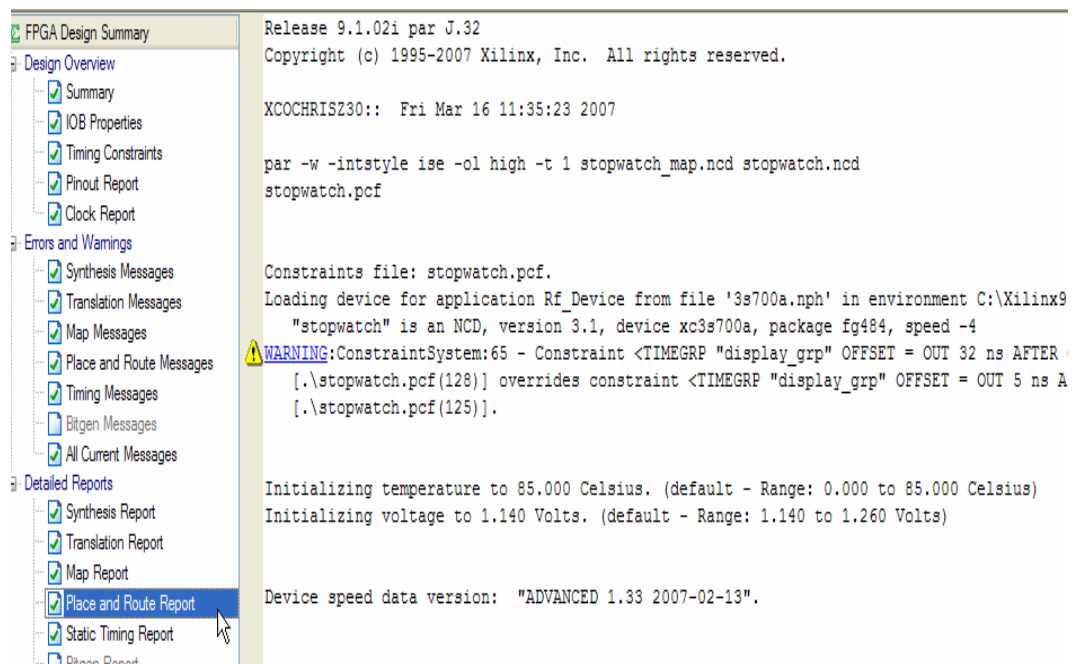 FPGA Design Summary
Design Overview
Summary
IOB Properties
Timing Constraints
Pinout Report
Clock Report
Errors and Warnings
Synthesis Messages
Translation Messages
Map Messages
Place and Route Messages
Timing Messages
Bitgen Messages
All Current Messages
Detailed Reports
Synthesis Report
Translation Report
Map Report
Place and Route Report
Static Timing Report
Bitgen Report
Release 9.1.02i par J.32
Copyright (c) 1995-2007 Xilinx, Inc.  All rights reserved.
XCOCHRISZ30::  Fri Mar 16 11:35:23 2007
par -w -intstyle ise -ol high -t 1 stopwatch_map.ncd stopwatch.ncd
stopwatch.pcf
Constraints file: stopwatch.pcf.
Loading device for application Rf_Device from file '3s700a.nph' in environment C:\Xilinx9
"stopwatch" is an NCD, version 3.1, device xc3s700a, package fg484, speed -4
WARNING:ConstraintSystem:65 - Constraint <TIMEGRP "display_grp" OFFSET = OUT 32 ns AFTER
[.\stopwatch.pcf(128)] overrides constraint <TIMEGRP "display_grp" OFFSET = OUT 5 ns A
[.\stopwatch.pcf(125)].
Initializing temperature to 85.000 Celsius. (default - Range: 0.000 to 85.000 Celsius)
Initializing voltage to 1.140 Volts. (default - Range: 1.140 to 1.260 Volts)
Device speed data version:  "ADVANCED 1.33 2007-02-13".